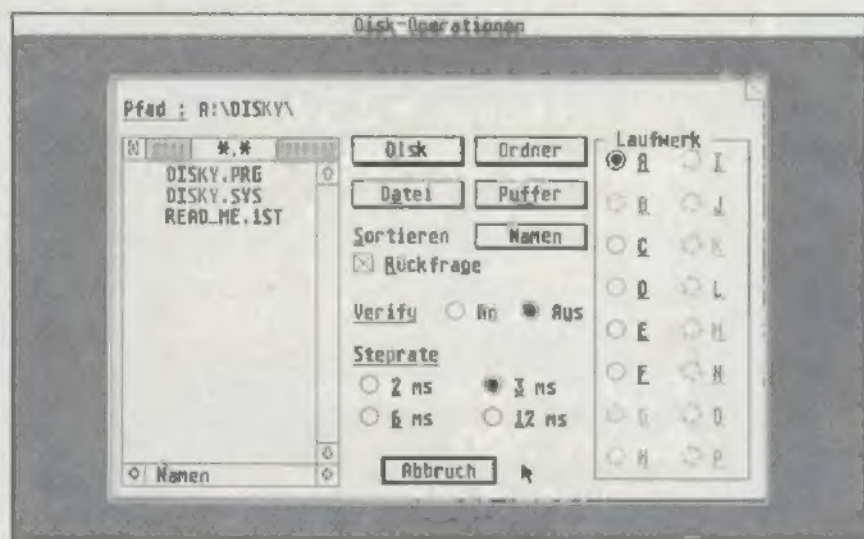 Disk-Operationen
Pfad : A:\DISKY\
*.*
DISKY.PRG
DISKY.SYS
READ_ME.1ST
Namen
Disk
Ordner
Datei
Puffer
Sortieren
Namen
Rückfrage
Verify
An
Aus
Steprate
2 ms
3 ms
6 ms
12 ms
Abbruch
Laufwerk
A
I
B
J
C
K
D
L
E
M
F
N
G
O
H
P